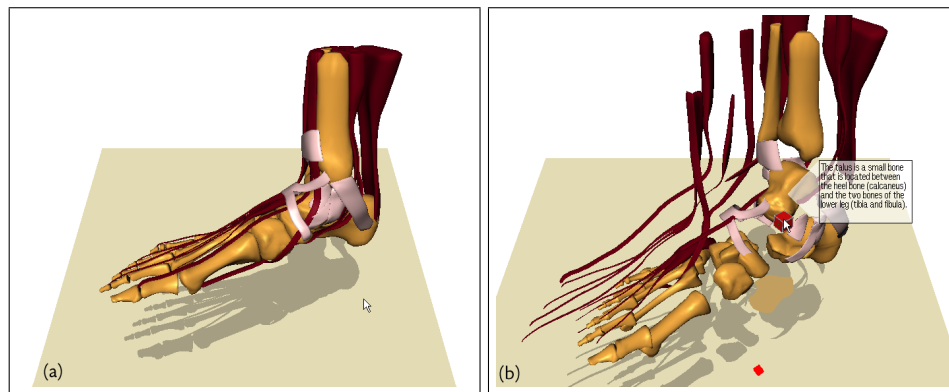 The talus is a small bone
that is located between
the heel bone (calcaneus)
and the two bones of the
lower leg (tibia and fibula).
(a)
(b)